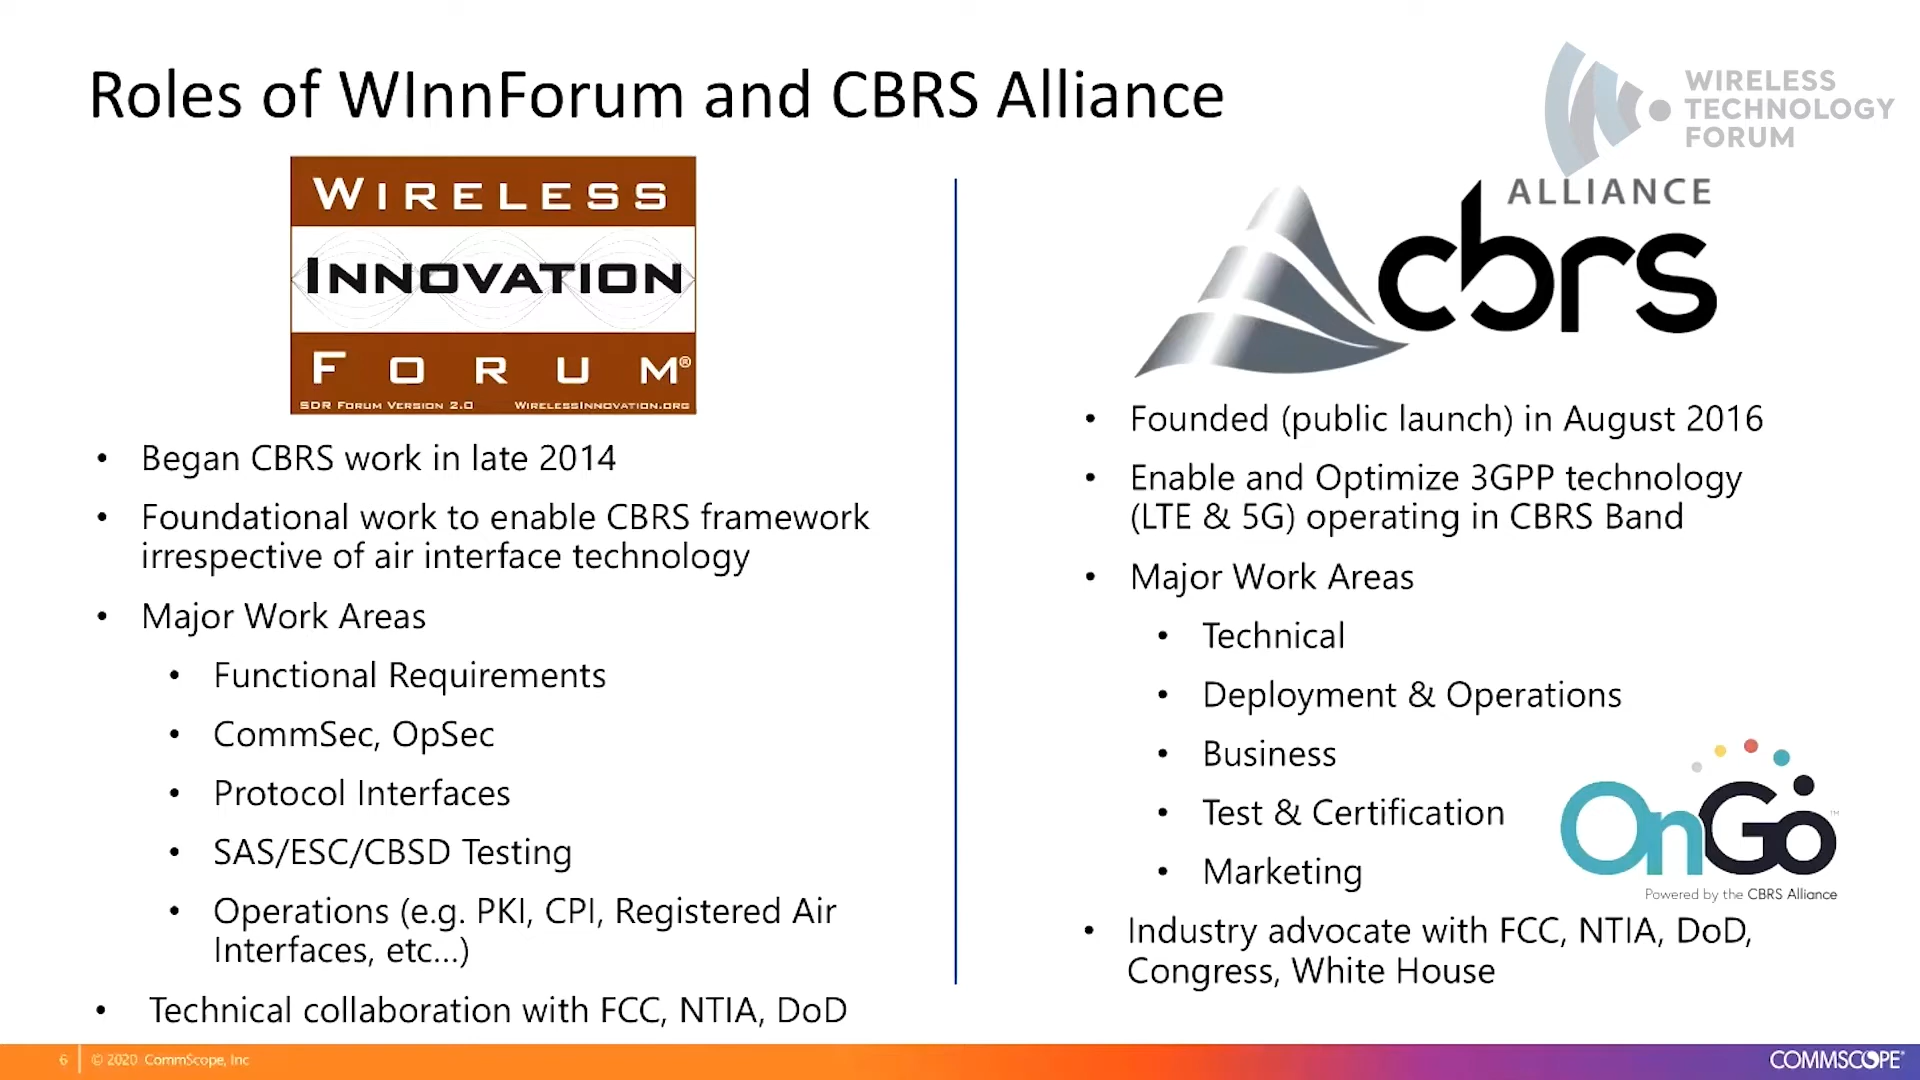 Roles of WInnForum and CBRS Alliance
WIRELESS
TECHNOLOGY
FORUM
WIRELESS
INNOVATION
FORUM®
SDR FORUM VERSION 2.0 WIRELESSINNOVATION.ORG
• Began CBRS work in late 2014
• Foundational work to enable CBRS framework
irrespective of air interface technology
• Major Work Areas
• Functional Requirements
• CommSec, OpSec
• Protocol Interfaces
• SAS/ESC/CBSD Testing
• Operations (e.g. PKI, CPI, Registered Air
Interfaces, etc...)
• Technical collaboration with FCC, NTIA, DoD
ALLIANCE
cbrs
• Founded (public launch) in August 2016
• Enable and Optimize 3GPP technology
(LTE & 5G) operating in CBRS Band
• Major Work Areas
• Technical
• Deployment & Operations
• Business
• Test & Certification
• Marketing
OnGo™
Powered by the CBRS Alliance
• Industry advocate with FCC, NTIA, DoD,
Congress, White House
6 © 2020 CommScope, Inc
COMMSCOPE®